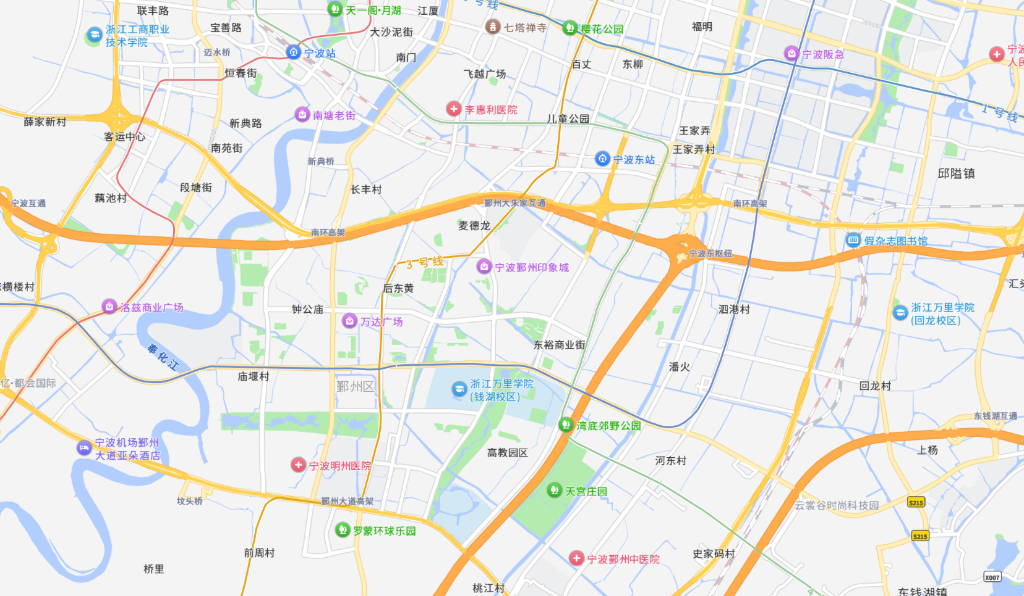 联丰路
天一阁·月湖
江厦
1号线
浙江工商职业
技术学院
宝善路
大沙泥街
七塔禅寺
樱花公园
福明
迈水桥
宁波站
南门
百丈
东柳
宁波阪急
恒春街
飞越广场
薛家新村
客运中心
新典路
南塘老街
李惠利医院
儿童公园
王家弄
1号线
南苑街
新典桥
宁波东站
王家弄村
邱隘镇
藕池村
段塘街
长丰村
宁波互通
南环高架
鄞州大朱家互通
南环高架
麦德龙
假杂志图书馆
宁波东枢纽
3号线
宁波鄞州印象城
横楼村
后东黄
洛兹商业广场
钟公庙
万达广场
泗港村
浙江万里学院
(回龙校区)
东裕商业街
奉化江
庙堰村
鄞州区
浙江万里学院
(钱湖校区)
潘火
回龙村
亿·都会国际
湾底郊野公园
东钱湖互通
宁波机场鄞州
大道亚朵酒店
高教园区
河东村
上杨
宁波明州医院
坟头桥
鄞州大道高架
天宫庄园
云裳谷时尚科技园
S215
罗蒙环球乐园
S215
前周村
桥里
宁波鄞州中医院
史家码村
桃江村
X007
东钱湖镇